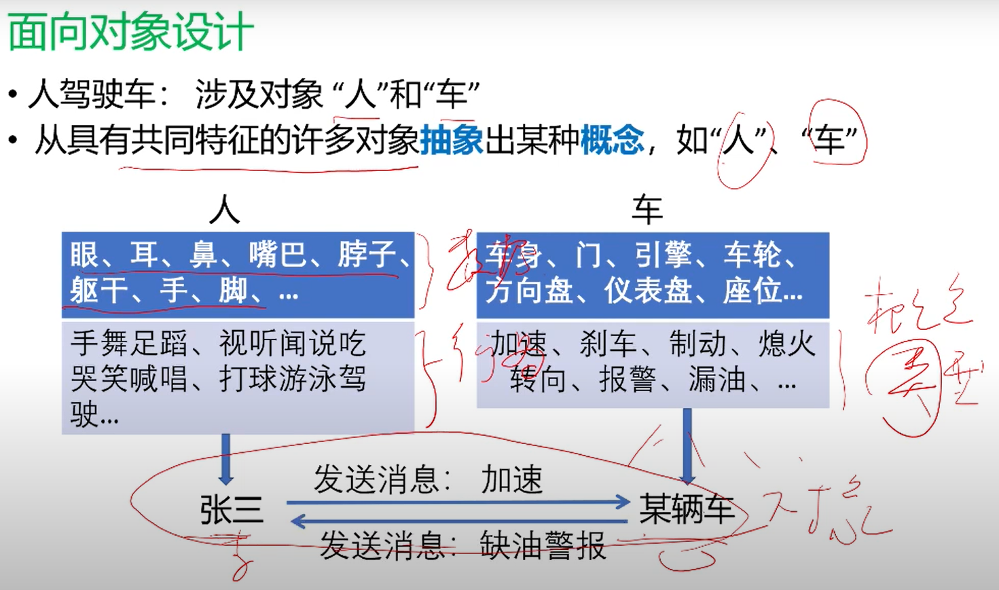 面向对象设计
• 人驾驶车： 涉及对象 “人”和“车”
• 从具有共同特征的许多对象抽象出某种概念，如“人”、“车”
人
车
眼、耳、鼻、嘴巴、脖子、
躯干、手、脚、...
车身、门、引擎、车轮、
方向盘、仪表盘、座位...
手舞足蹈、视听闻说吃
哭笑喊唱、打球游泳驾
驶...
加速、刹车、制动、熄火
转向、报警、漏油、...
行为
概念
类型
发送消息： 加速
张三
某辆车
发送消息： 缺油警报
对象